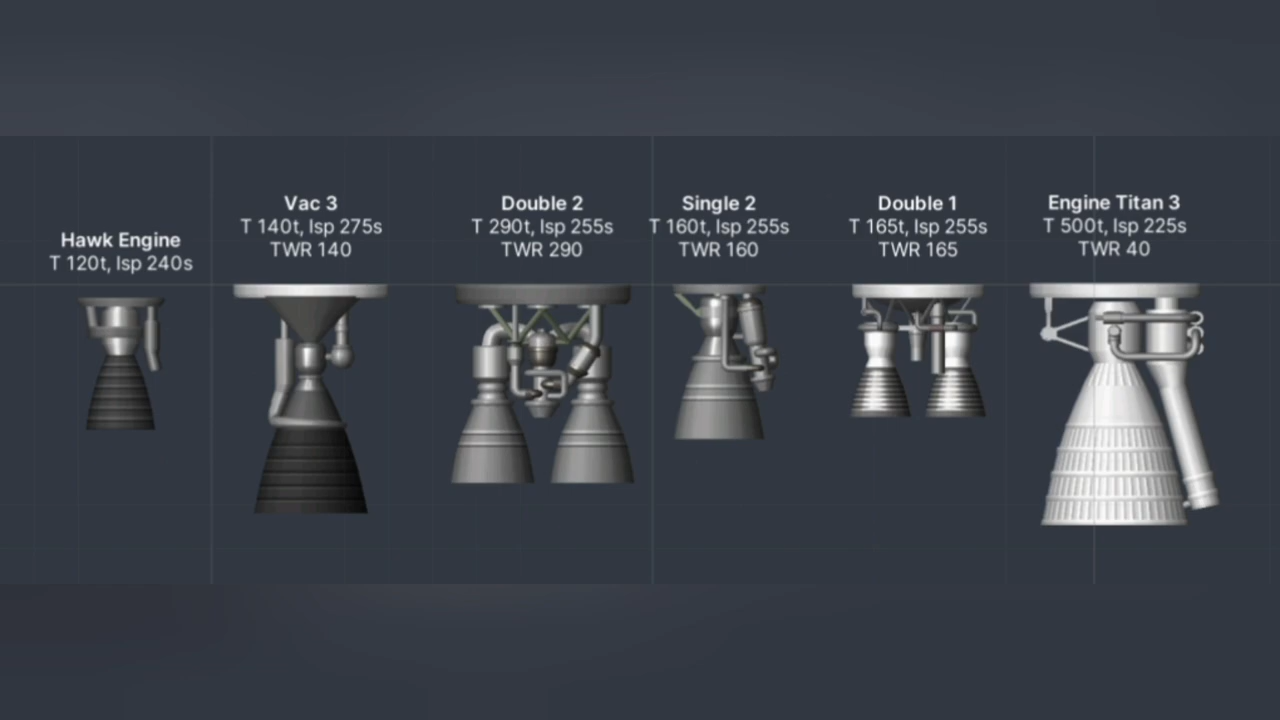 Hawk Engine
T 120t, Isp 240s
Vac 3
T 140t, Isp 275s
TWR 140
Double 2
T 290t, Isp 255s
TWR 290
Single 2
T 160t, Isp 255s
TWR 160
Double 1
T 165t, Isp 255s
TWR 165
Engine Titan 3
T 500t, Isp 225s
TWR 40